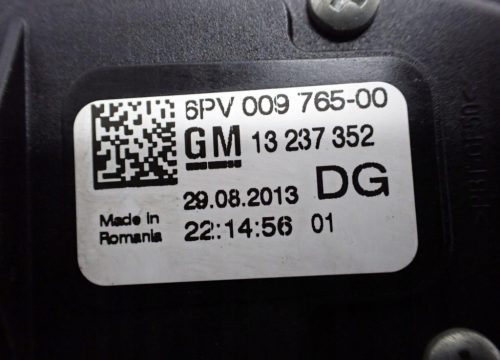 6PV 009 765-00
GM 13 237 352
29.08.2013 DG
Made in
Romania
22:14:56 01